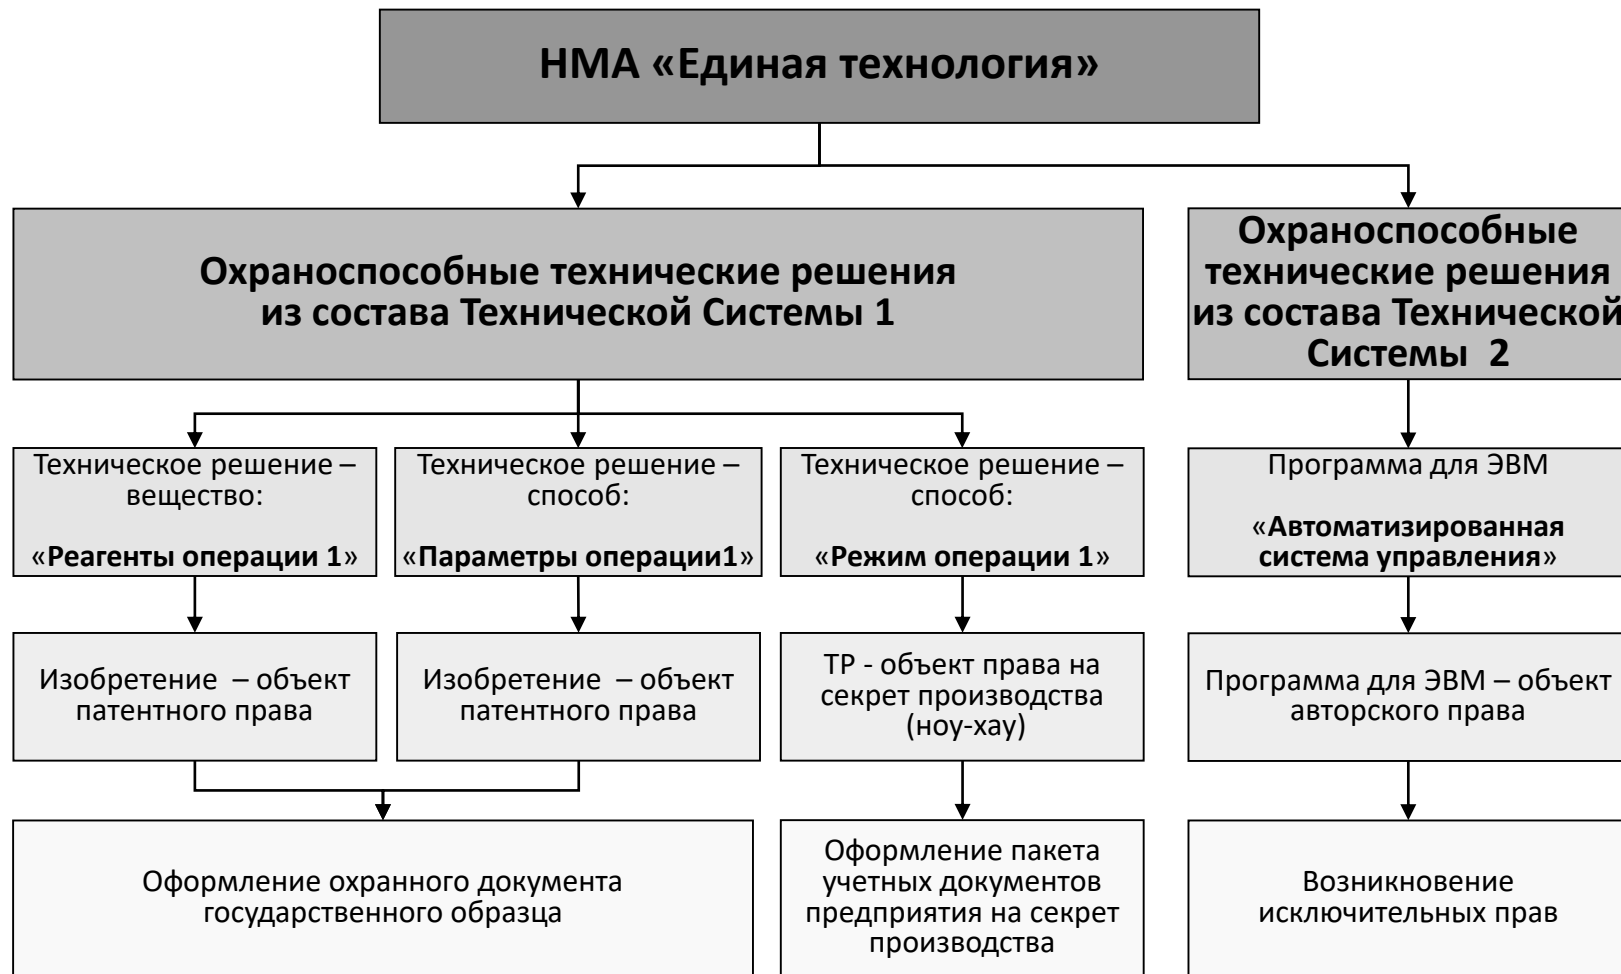 НМА «Единая технология»
Охраноспособные технические решения
из состава Технической Системы 1
Охраноспособные
технические решения
из состава Технической
Системы  2
Техническое решение –
вещество:
«Реагенты операции 1»
Техническое решение –
способ:
«Параметры операции1»
Техническое решение –
способ:
«Режим операции 1»
Программа для ЭВМ
«Автоматизированная
система управления»
Изобретение  – объект
патентного права
Изобретение  – объект
патентного права
ТР - объект права на
секрет производства
(ноу-хау)
Программа для ЭВМ – объект
авторского права
Оформление охранного документа
государственного образца
Оформление пакета
учетных документов
предприятия на секрет
производства
Возникновение
исключительных прав